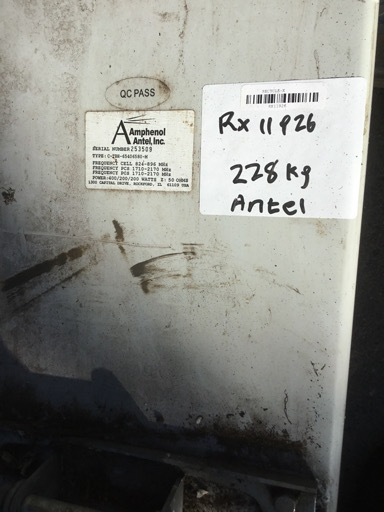 QC PASS
Amphenol
Antel, Inc.
SERIAL NUMBER 253509
FREQUENCY CELL 824-896 MHz
FREQUENCY PCS 1710-2170 MHz
FREQUENCY PCS 1710-2170 MHz
POWER:400/200/200 WATTS Z: 50 OHMS
1300 CAPITAL DRIVE, ROCKFORD, IL 61109 USA
Rx 11926
228 kg
Antel